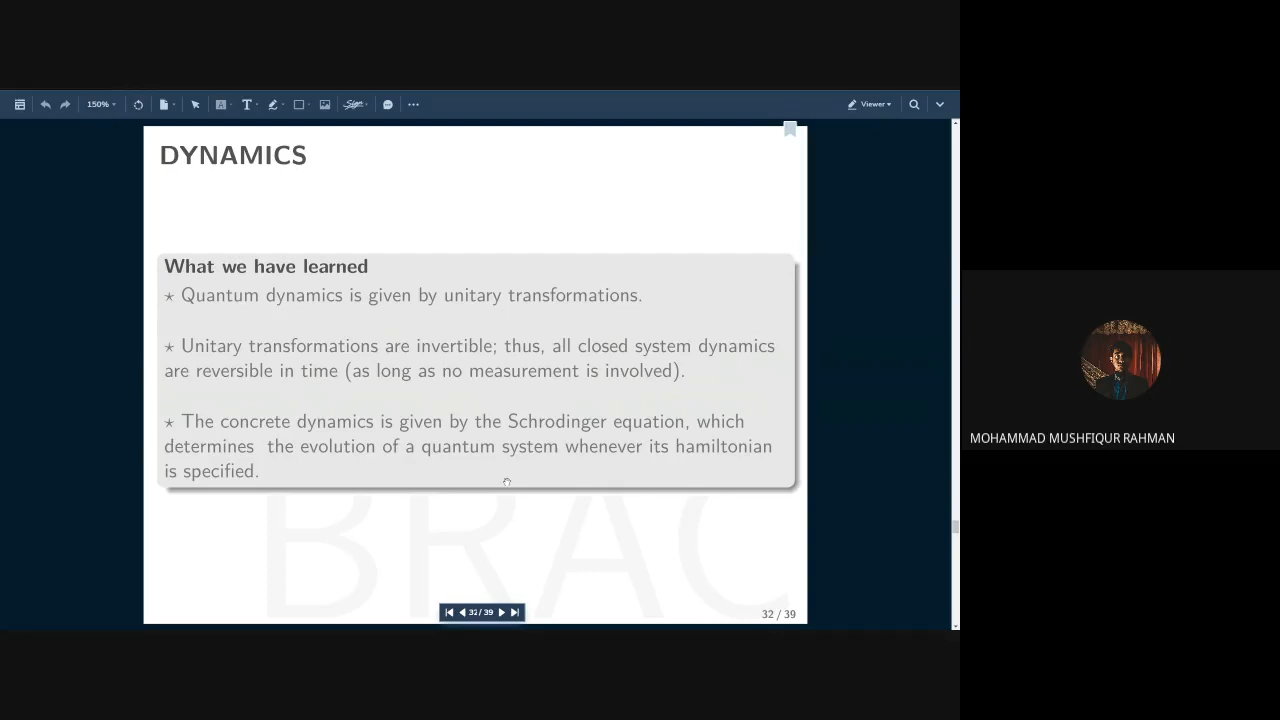 150%
T
Sign
Viewer
DYNAMICS
What we have learned
⋆ Quantum dynamics is given by unitary transformations.
⋆ Unitary transformations are invertible; thus, all closed system dynamics
are reversible in time (as long as no measurement is involved).
⋆ The concrete dynamics is given by the Schrodinger equation, which
determines the evolution of a quantum system whenever its hamiltonian
is specified.
BRAC
32 / 39
32 / 39
MOHAMMAD MUSHFIQUR RAHMAN